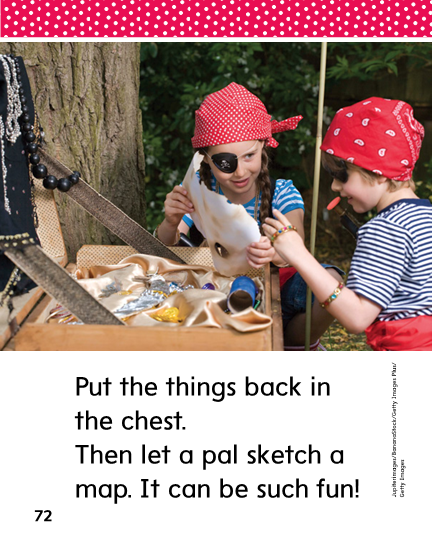 Put the things back in
the chest.
Then let a pal sketch a
map. It can be such fun!
72
JupiterImages/BananaStock/Getty Images Plus/
Getty Images